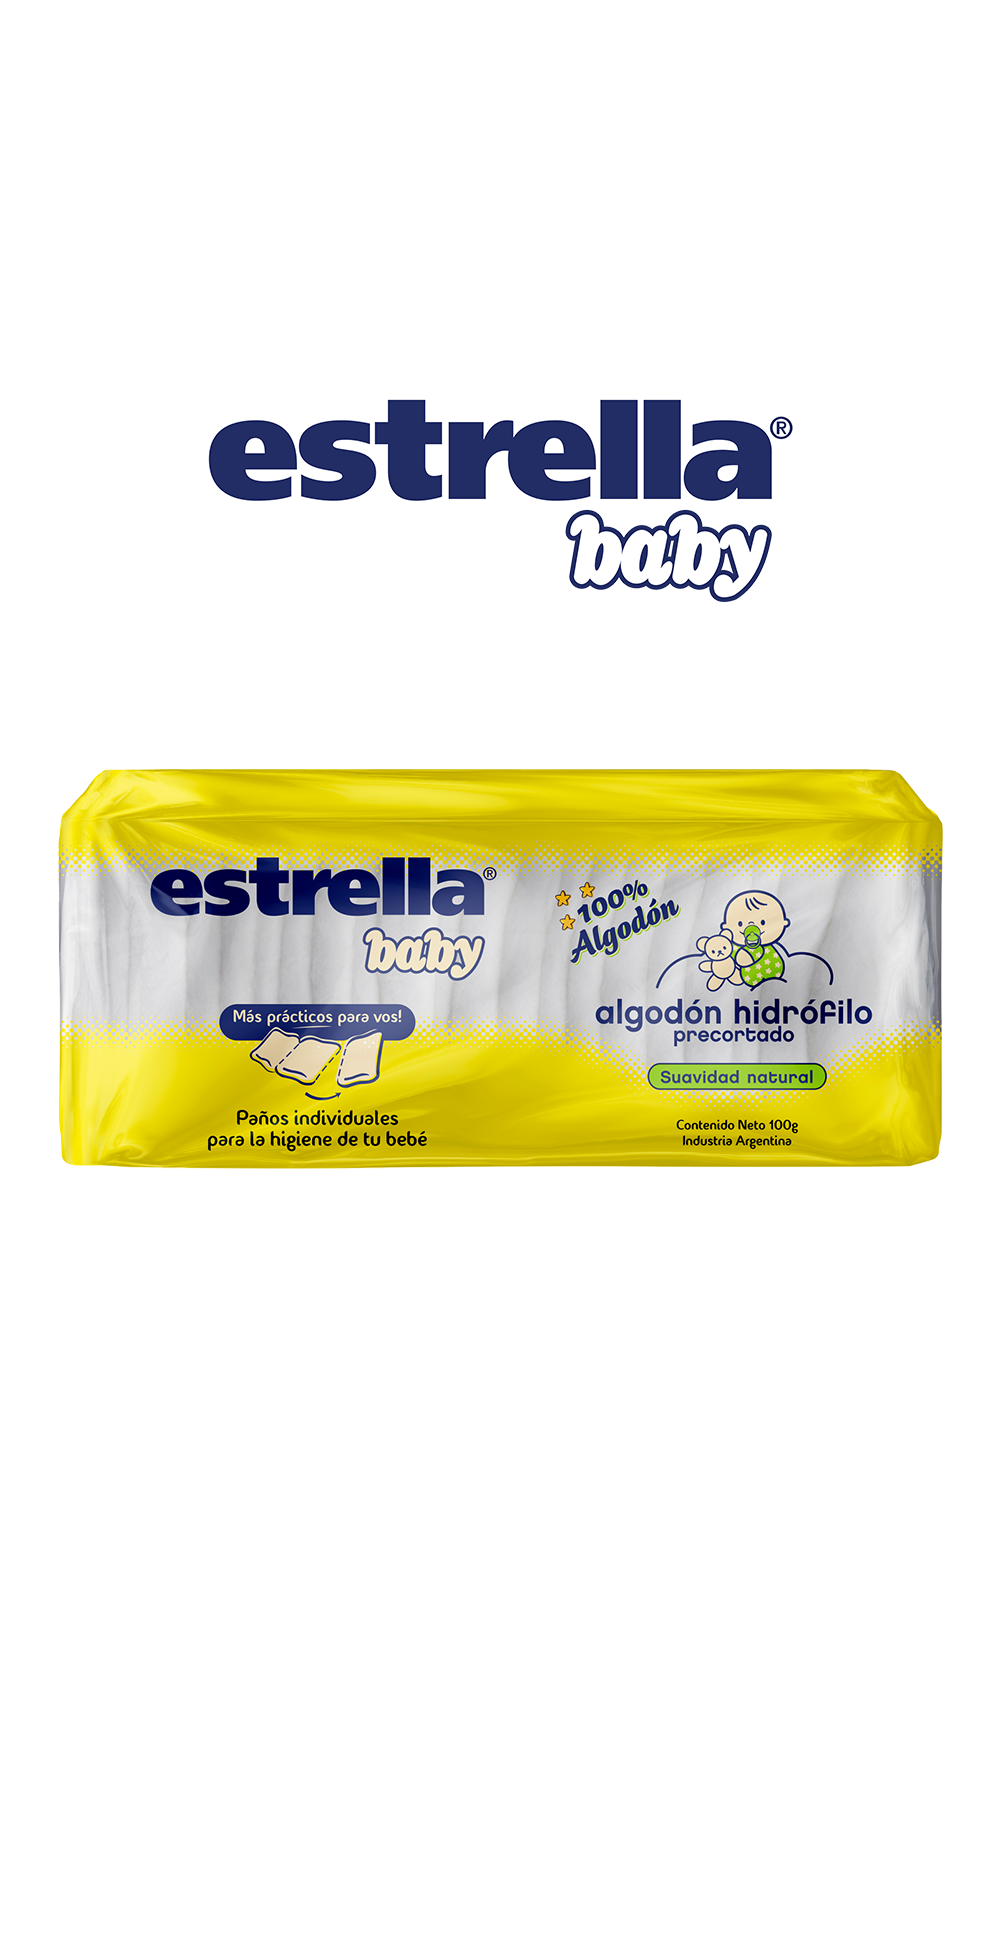 estrella®
baby
estrella®
baby
Más prácticos para vos!
Paños individuales
para la higiene de tu bebé
100%
Algodón
algodón hidrófilo
precortado
Suavidad natural
Contenido Neto 100g
Industria Argentina